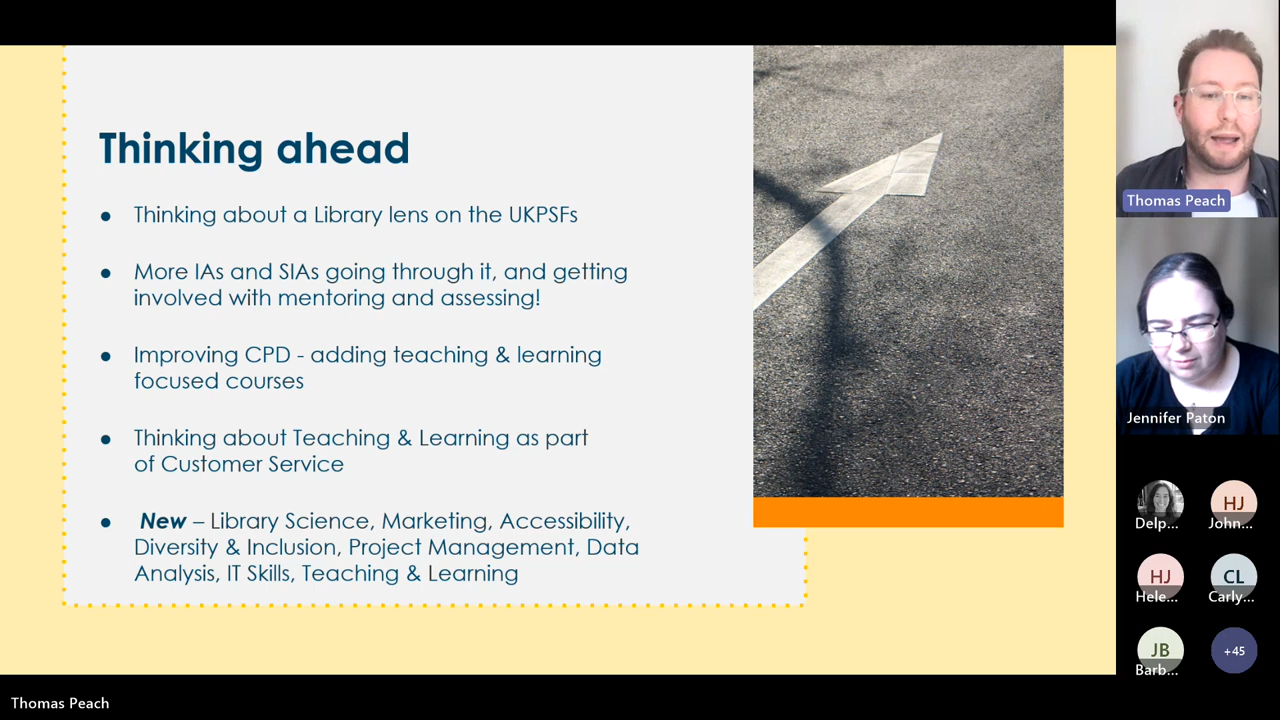 Thinking ahead
● Thinking about a Library lens on the UKPSFs
● More IAs and SIAs going through it, and getting
involved with mentoring and assessing!
● Improving CPD - adding teaching & learning
focused courses
● Thinking about Teaching & Learning as part
of Customer Service
● New – Library Science, Marketing, Accessibility,
Diversity & Inclusion, Project Management, Data
Analysis, IT Skills, Teaching & Learning
Thomas Peach
Jennifer Paton
Delp...
HJ
John...
HJ
Hele...
CL
Carly...
JB
Barb...
+45
Thomas Peach